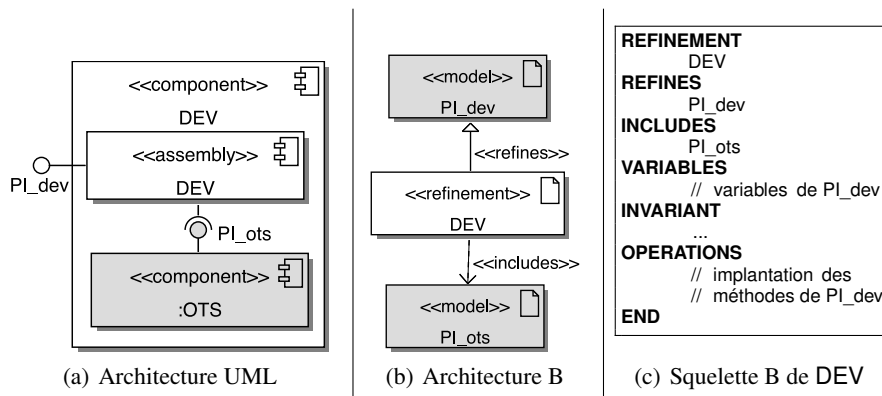 <<component>>
DEV
<<assembly>>
DEV
PI_dev
PI_ots
<<component>>
:OTS
(a) Architecture UML
<<model>>
PI_dev
<<refines>>
<<refinement>>
DEV
<<includes>>
<<model>>
PI_ots
(b) Architecture B
REFINEMENT
DEV
REFINES
PI_dev
INCLUDES
PI_ots
VARIABLES
// variables de PI_dev
INVARIANT
...
OPERATIONS
// implantation des
// méthodes de PI_dev
END
(c) Squelette B de DEV